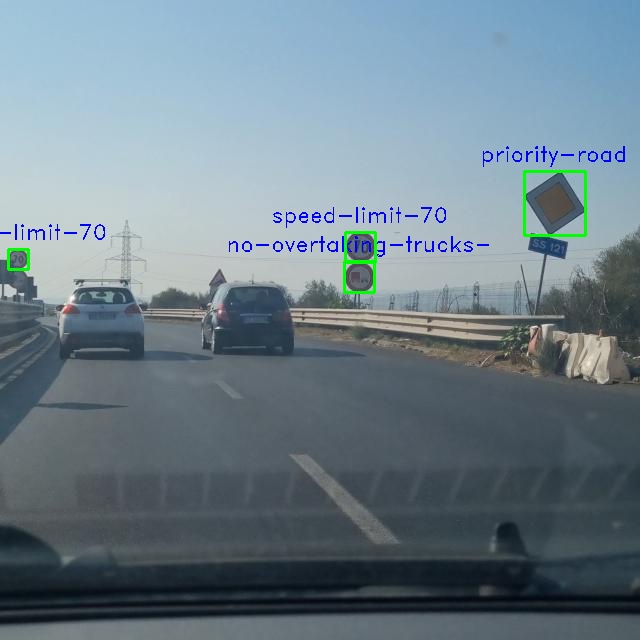 priority-road
speed-limit-70
-limit-70
no-overtaking-trucks-
SS 121
70